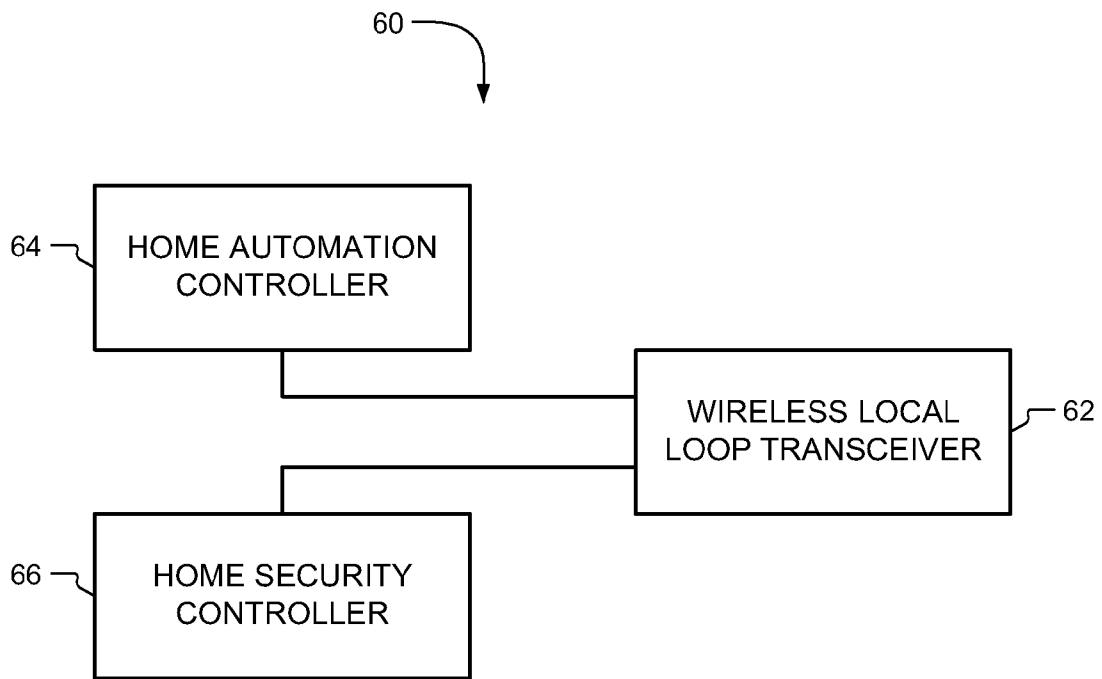 60
64
HOME AUTOMATION
CONTROLLER
WIRELESS LOCAL
LOOP TRANSCEIVER
62
66
HOME SECURITY
CONTROLLER